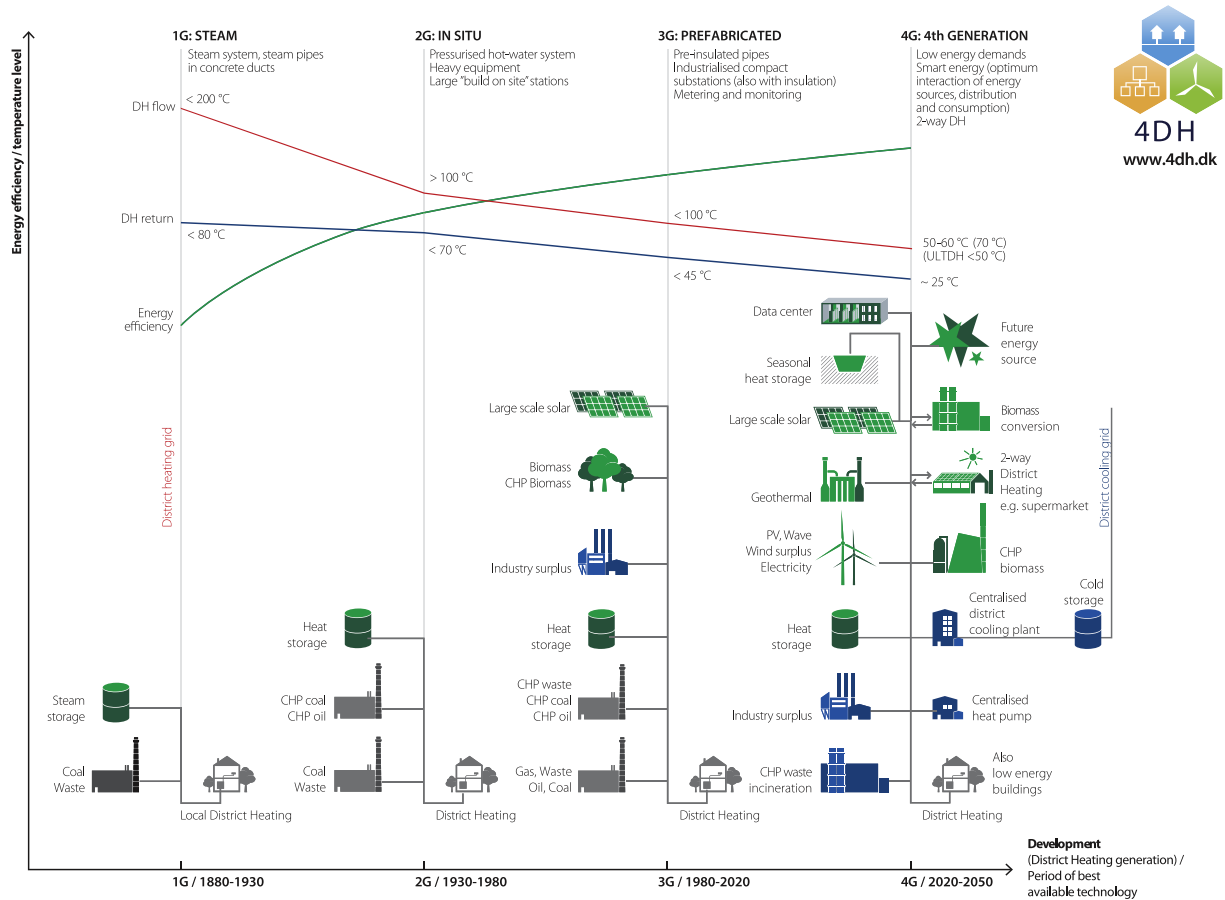 1G: STEAM
Steam system, steam pipes
in concrete ducts
2G: IN SITU
Pressurised hot-water system
Heavy equipment
Large "build on site" stations
3G: PREFABRICATED
Pre-insulated pipes
Industrialised compact
substations (also with insulation)
Metering and monitoring
4G: 4th GENERATION
Low energy demands
Smart energy (optimum
interaction of energy
sources, distribution
and consumption)
2-way DH
4DH
www.4dh.dk
Energy efficiency / temperature level
DH flow
< 200 °C
> 100 °C
< 100 °C
50-60 °C (70 °C)
(ULTDH <50 °C)
DH return
< 80 °C
< 70 °C
< 45 °C
~ 25 °C
Energy
efficiency
District heating grid
Steam
storage
Coal
Waste
Local District Heating
Heat
storage
CHP coal
CHP oil
Coal
Waste
District Heating
Large scale solar
Biomass
CHP Biomass
Industry surplus
Heat
storage
CHP waste
CHP coal
CHP oil
Gas, Waste
Oil, Coal
District Heating
Data center
Seasonal
heat storage
Large scale solar
Geothermal
PV, Wave
Wind surplus
Electricity
Heat
storage
Industry surplus
CHP waste
incineration
Future
energy
source
Biomass
conversion
2-way
District
Heating
e.g. supermarket
CHP
biomass
Centralised
district
cooling plant
Cold
storage
Centralised
heat pump
Also
low energy
buildings
District Heating
District cooling grid
1G / 1880-1930
2G / 1930-1980
3G / 1980-2020
4G / 2020-2050
Development
(District Heating generation) /
Period of best
available technology